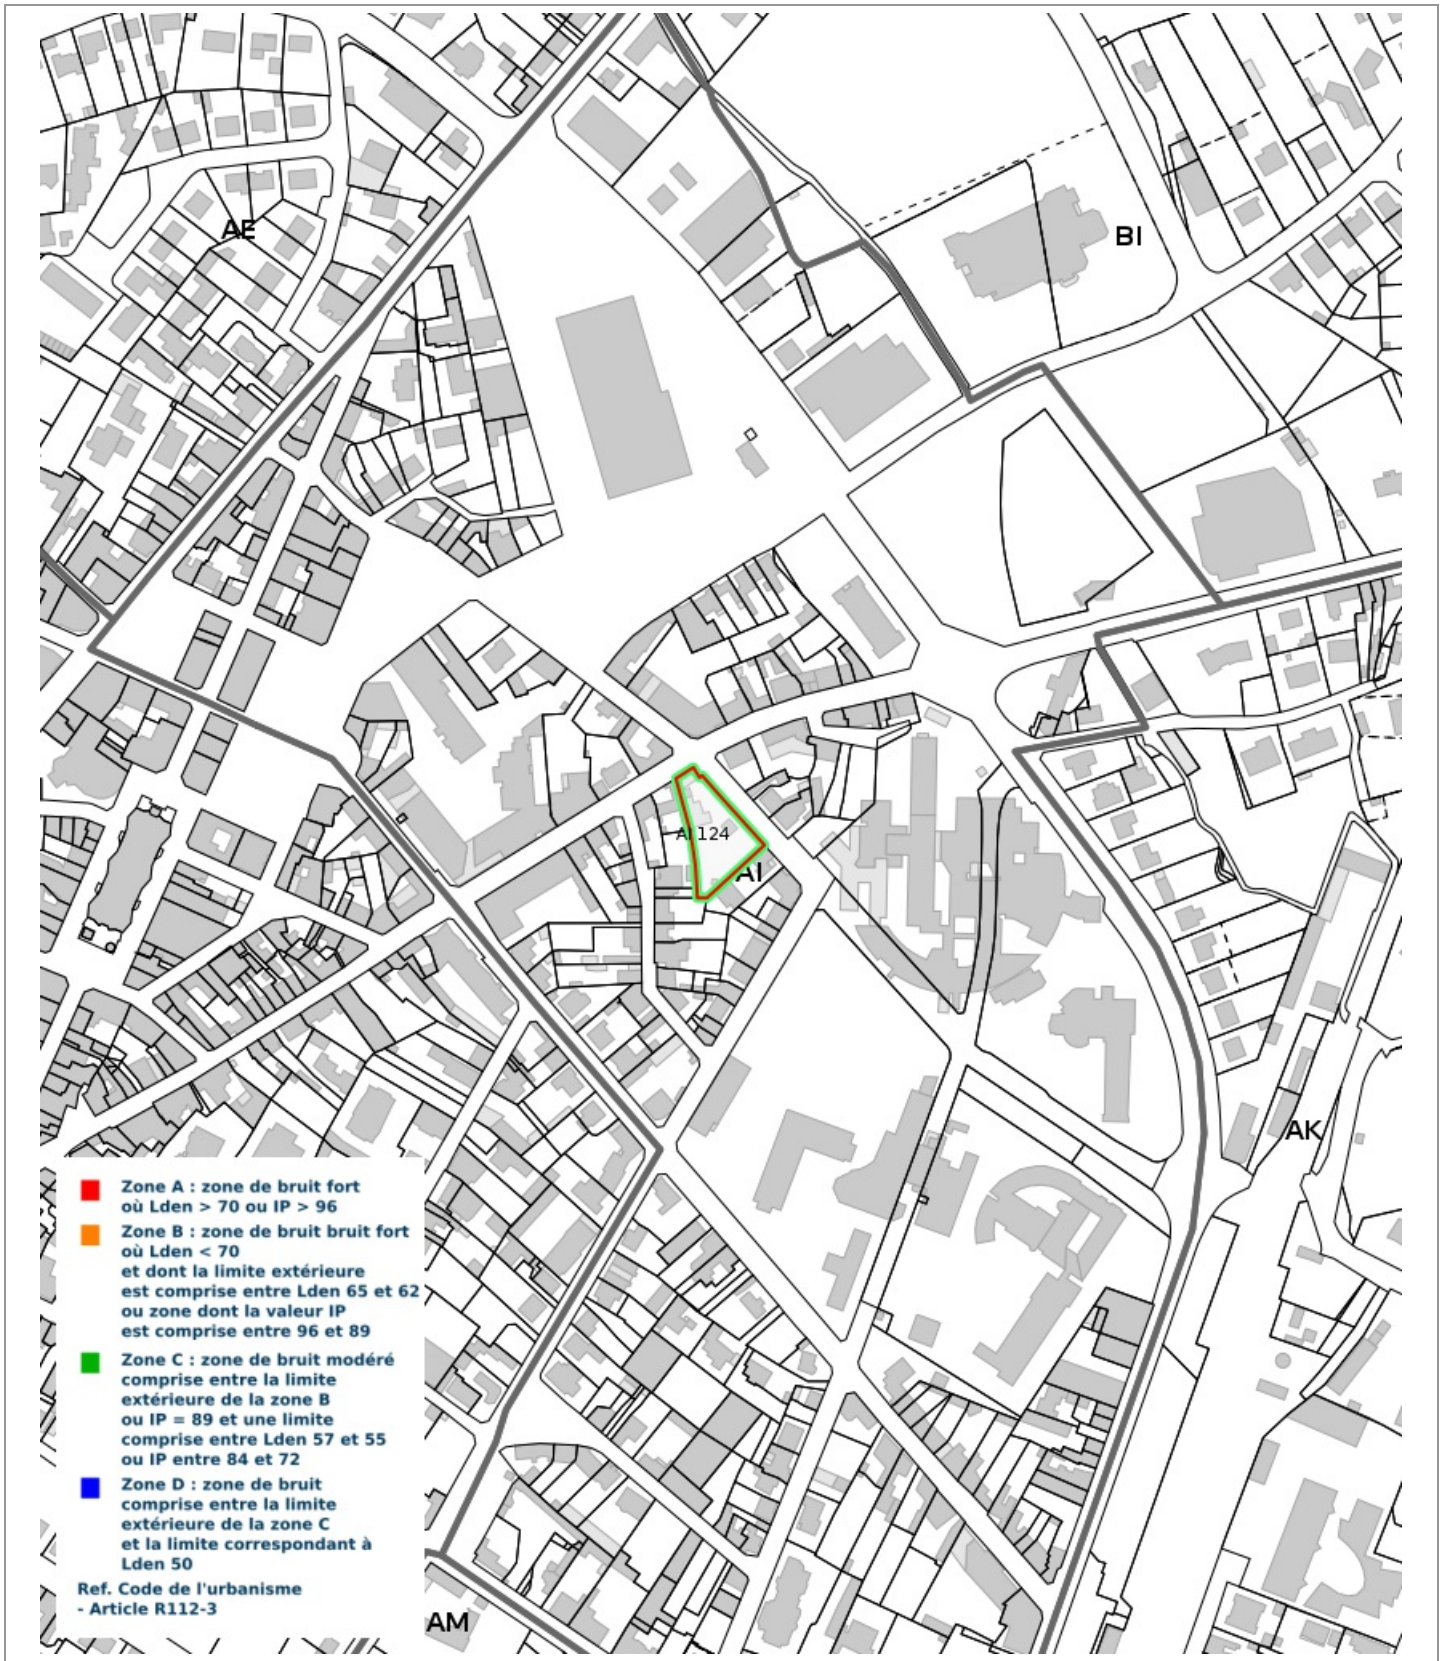 AE
BI
AI 124
AI
AK
Zone A : zone de bruit fort
où Lden > 70 ou IP > 96
Zone B : zone de bruit bruit fort
où Lden < 70
et dont la limite extérieure
est comprise entre Lden 65 et 62
ou zone dont la valeur IP
est comprise entre 96 et 89
Zone C : zone de bruit modéré
comprise entre la limite
extérieure de la zone B
ou IP = 89 et une limite
comprise entre Lden 57 et 55
ou IP entre 84 et 72
Zone D : zone de bruit
comprise entre la limite
extérieure de la zone C
et la limite correspondant à
Lden 50
Ref. Code de l'urbanisme
- Article R112-3
AM